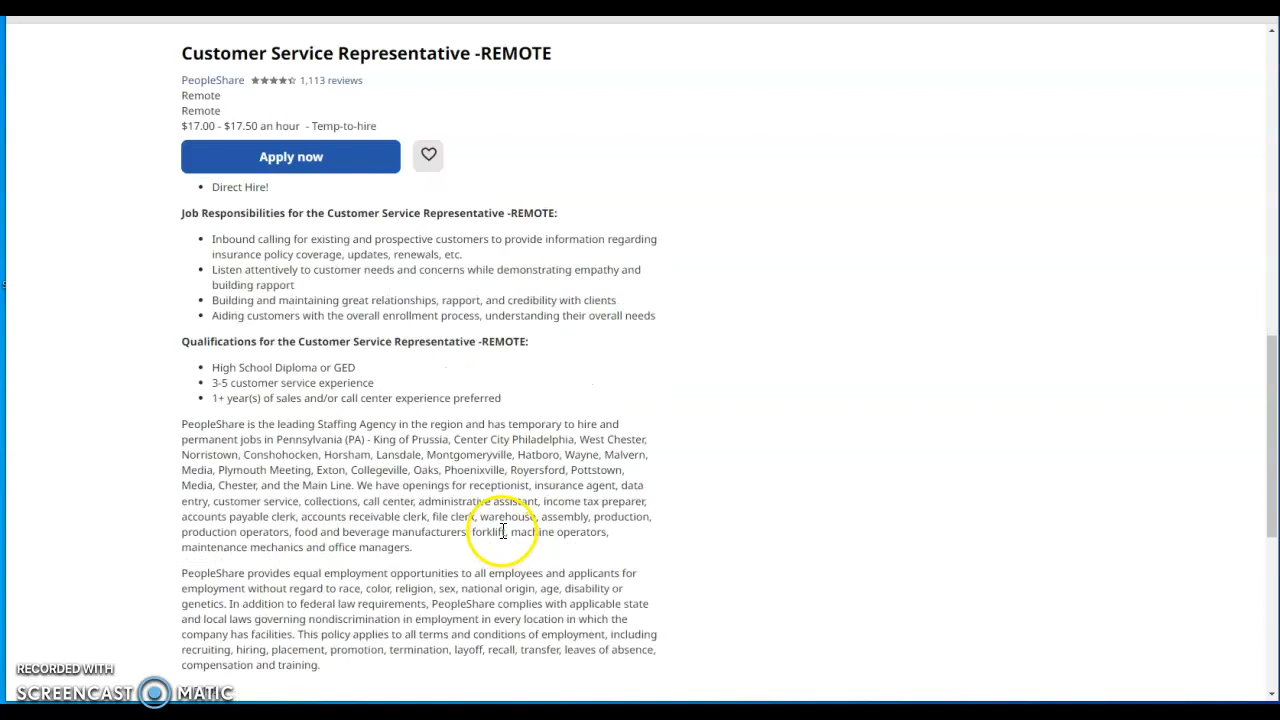 Customer Service Representative -REMOTE
PeopleShare 1,113 reviews
Remote
Remote
$17.00 - $17.50 an hour - Temp-to-hire
Apply now
Direct Hire!
Job Responsibilities for the Customer Service Representative -REMOTE:
Inbound calling for existing and prospective customers to provide information regarding
insurance policy coverage, updates, renewals, etc.
Listen attentively to customer needs and concerns while demonstrating empathy and
building rapport
Building and maintaining great relationships, rapport, and credibility with clients
Aiding customers with the overall enrollment process, understanding their overall needs
Qualifications for the Customer Service Representative -REMOTE:
High School Diploma or GED
3-5 customer service experience
1+ year(s) of sales and/or call center experience preferred
PeopleShare is the leading Staffing Agency in the region and has temporary to hire and
permanent jobs in Pennsylvania (PA) - King of Prussia, Center City Philadelphia, West Chester,
Norristown, Conshohocken, Horsham, Lansdale, Montgomeryville, Hatboro, Wayne, Malvern,
Media, Plymouth Meeting, Exton, Collegeville, Oaks, Phoenixville, Royersford, Pottstown,
Media, Chester, and the Main Line. We have openings for receptionist, insurance agent, data
entry, customer service, collections, call center, administrative assistant, income tax preparer,
accounts payable clerk, accounts receivable clerk, file clerk, warehouse, assembly, production,
production operators, food and beverage manufacturers, forklift, machine operators,
maintenance mechanics and office managers.
PeopleShare provides equal employment opportunities to all employees and applicants for
employment without regard to race, color, religion, sex, national origin, age, disability or
genetics. In addition to federal law requirements, PeopleShare complies with applicable state
and local laws governing nondiscrimination in employment in every location in which the
company has facilities. This policy applies to all terms and conditions of employment, including
recruiting, hiring, placement, promotion, termination, layoff, recall, transfer, leaves of absence,
compensation and training.
RECORDED WITH
SCREENCAST MATIC